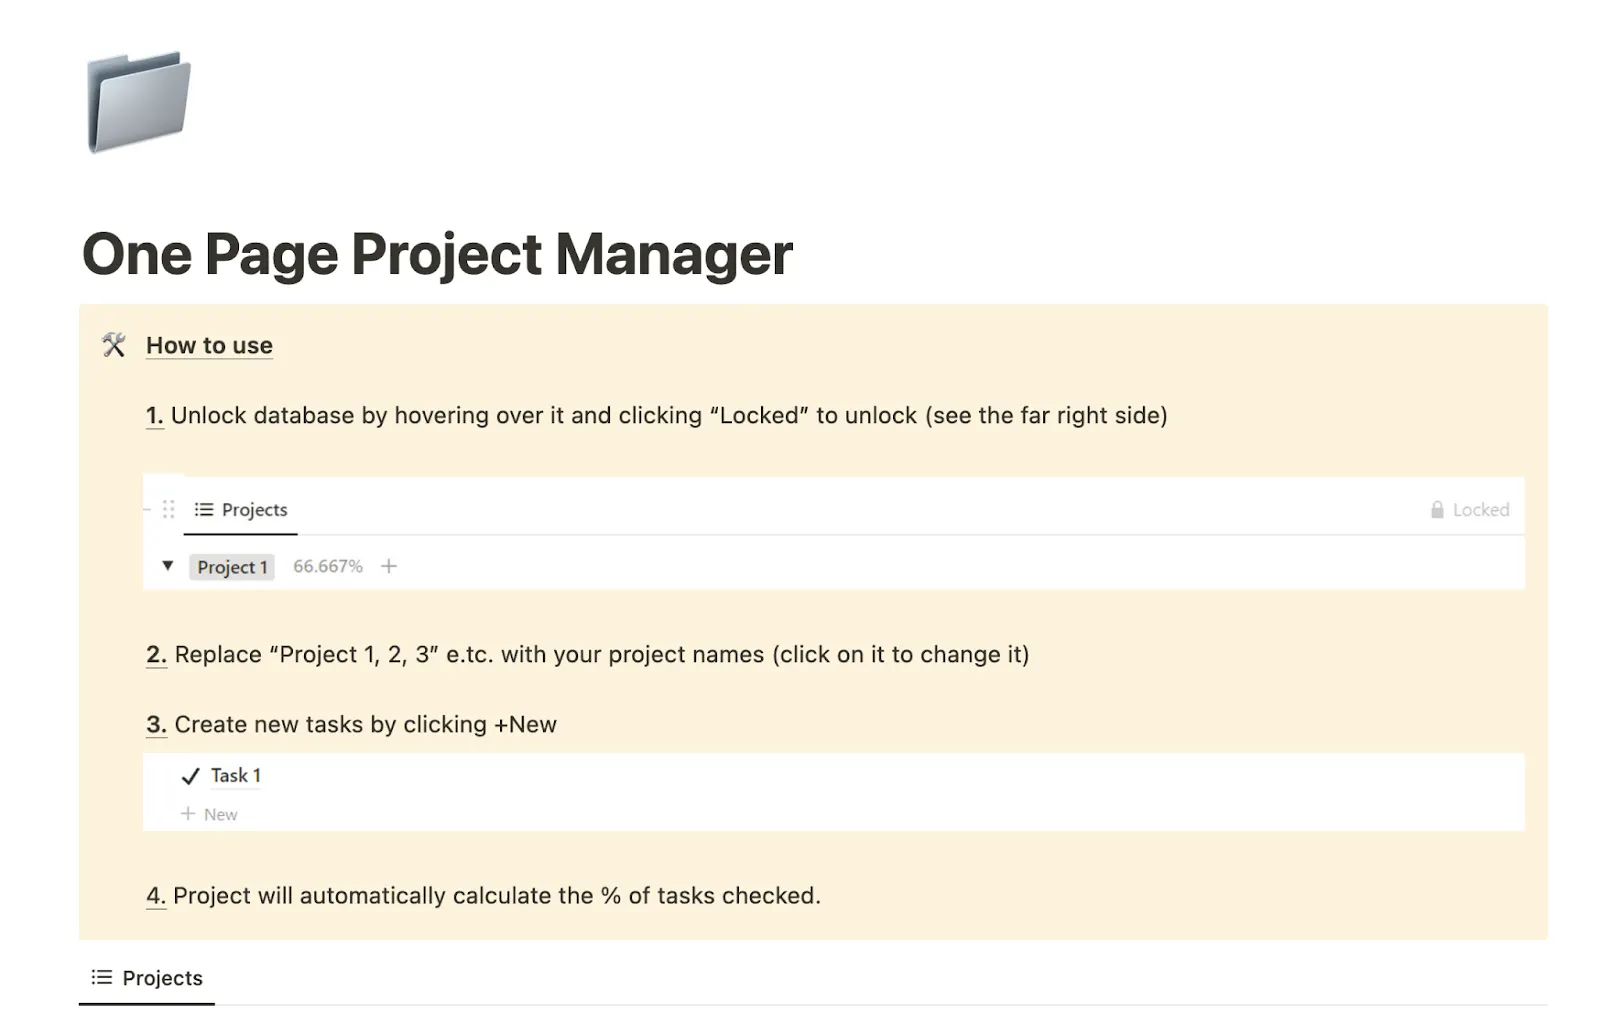 One Page Project Manager
How to use
1. Unlock database by hovering over it and clicking “Locked” to unlock (see the far right side)
Projects
Locked
Project 1 66.667% +
2. Replace “Project 1, 2, 3” e.tc. with your project names (click on it to change it)
3. Create new tasks by clicking +New
Task 1
+ New
4. Project will automatically calculate the % of tasks checked.
Projects